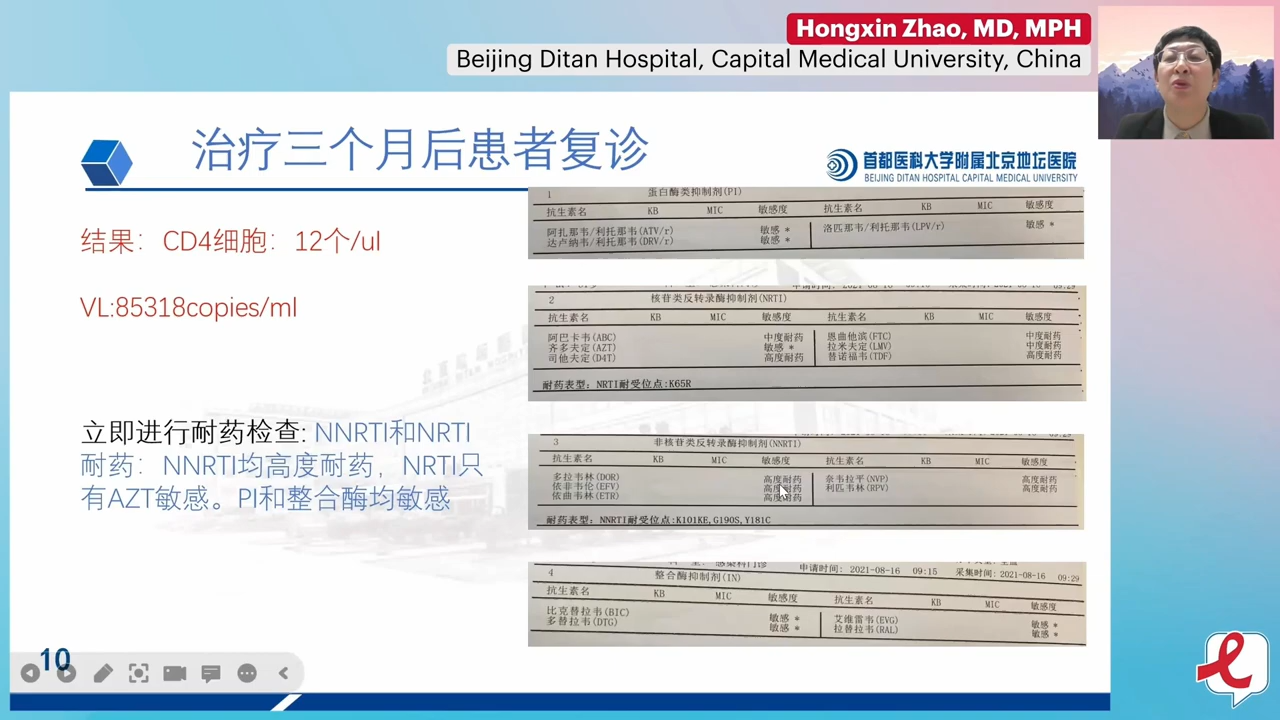 Hongxin Zhao, MD, MPH
Beijing Ditan Hospital, Capital Medical University, China
治疗三个月后患者复诊
首都医科大学附属北京地坛医院
BEIJING DITAN HOSPITAL CAPITAL MEDICAL UNIVERSITY
结果：CD4细胞：12个/ul
VL:85318copies/ml
立即进行耐药检查: NNRTI和NRTI
耐药：NNRTI均高度耐药，NRTI只
有AZT敏感。PI和整合酶均敏感
1 蛋白酶类抑制剂(PI)
抗生素名 KB MIC 敏感度 抗生素名 KB MIC 敏感度
阿扎那韦/利托那韦(ATV/r) 敏感 * 洛匹那韦/利托那韦(LPV/r) 敏感 *
达卢纳韦/利托那韦(DRV/r) 敏感 *
2 核苷类反转录酶抑制剂(NRTI)
抗生素名 KB MIC 敏感度 抗生素名 KB MIC 敏感度
阿巴卡韦(ABC) 中度耐药 恩曲他滨(FTC) 中度耐药
齐多夫定(AZT) 敏感 * 拉米夫定(LMV) 中度耐药
司他夫定(D4T) 高度耐药 替诺福韦(TDF) 高度耐药
耐药表型：NRTI耐受位点:K65R
3 非核苷类反转录酶抑制剂(NNRTI)
抗生素名 KB MIC 敏感度 抗生素名 KB MIC 敏感度
多拉韦林(DOR) 高度耐药 奈韦拉平(NVP) 高度耐药
依非韦伦(EFV) 高度耐药 利匹韦林(RPV) 高度耐药
依曲韦林(ETR) 高度耐药
耐药表型：NNRTI耐受位点:K101KE,G190S,Y181C
感染科门诊 申请时间：2021-08-16 09:15 采集时间：2021-08-16 09:29
4 整合酶抑制剂(IN)
抗生素名 KB MIC 敏感度 抗生素名 KB MIC 敏感度
比克替拉韦(BIC) 敏感 * 艾维雷韦(EVG) 敏感 *
多替拉韦(DTG) 敏感 * 拉替拉韦(RAL) 敏感 *
10